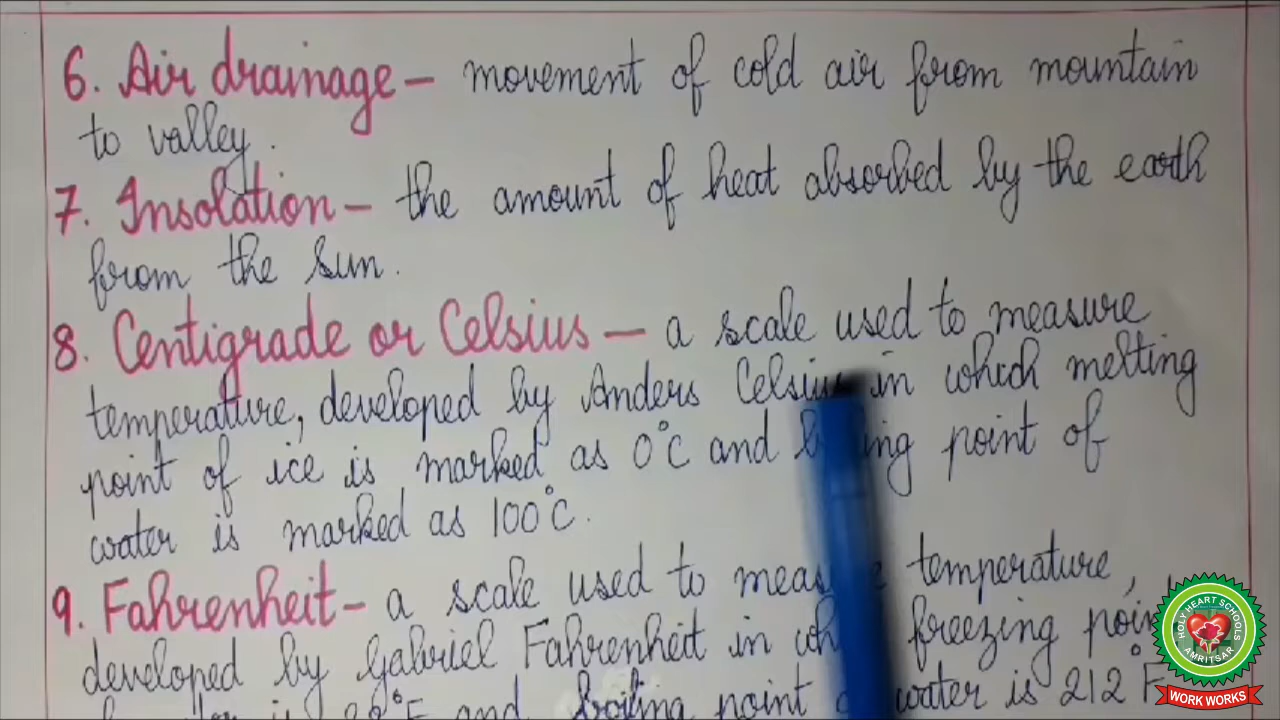 6. Air drainage – movement of cold air from mountain
to valley.
7. Insolation – the amount of heat absorbed by the earth
from the sun.
8. Centigrade or Celsius – a scale used to measure
temperature, developed by Anders Celsius in which melting
point of ice is marked as 0°C and point of
water is marked as 100°C.
9. Fahrenheit – a scale used to temperature,
developed by Gabriel Fahrenheit in freezing
and boiling point water is 212°F
HOLY HEART SCHOOLS
AMRITSAR
WORK WORKS